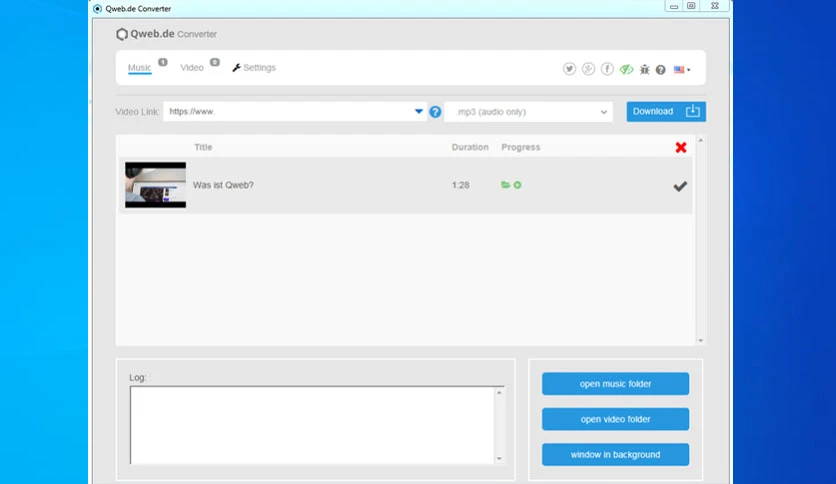 Qweb.de Converter
Qweb.de Converter
Music 1 Video 0 Settings
Video Link: https://www. .mp3 (audio only) Download
Title Duration Progress
Was ist Qweb? 1:28
Log:
open music folder
open video folder
window in background